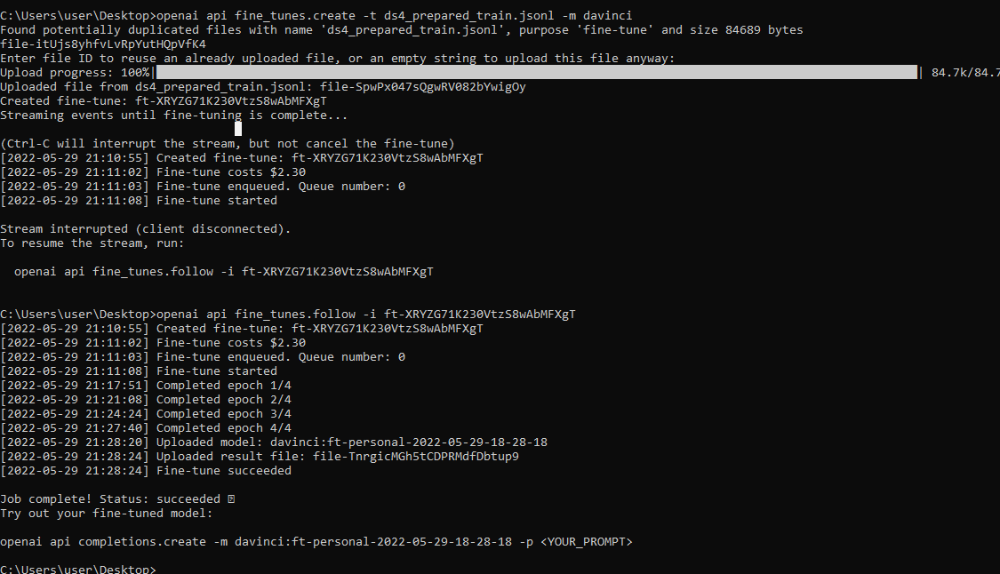 C:\Users\user\Desktop>openai api fine_tunes.create -t ds4_prepared_train.jsonl -m davinci
Found potentially duplicated files with name 'ds4_prepared_train.jsonl', purpose 'fine-tune' and size 84689 bytes
file-itUjs8yhfvLvRpYutHQpVfK4
Enter file ID to reuse an already uploaded file, or an empty string to upload this file anyway:
Upload progress: 100%| | 84.7k/84.7
Uploaded file from ds4_prepared_train.jsonl: file-SpwPx047sQgwRV082bYwigOy
Created fine-tune: ft-XRYZG71K230VtzS8wAbMFXgT
Streaming events until fine-tuning is complete...
(Ctrl-C will interrupt the stream, but not cancel the fine-tune)
[2022-05-29 21:10:55] Created fine-tune: ft-XRYZG71K230VtzS8wAbMFXgT
[2022-05-29 21:11:02] Fine-tune costs $2.30
[2022-05-29 21:11:03] Fine-tune enqueued. Queue number: 0
[2022-05-29 21:11:08] Fine-tune started
Stream interrupted (client disconnected).
To resume the stream, run:
openai api fine_tunes.follow -i ft-XRYZG71K230VtzS8wAbMFXgT
C:\Users\user\Desktop>openai api fine_tunes.follow -i ft-XRYZG71K230VtzS8wAbMFXgT
[2022-05-29 21:10:55] Created fine-tune: ft-XRYZG71K230VtzS8wAbMFXgT
[2022-05-29 21:11:02] Fine-tune costs $2.30
[2022-05-29 21:11:03] Fine-tune enqueued. Queue number: 0
[2022-05-29 21:11:08] Fine-tune started
[2022-05-29 21:17:51] Completed epoch 1/4
[2022-05-29 21:21:08] Completed epoch 2/4
[2022-05-29 21:24:24] Completed epoch 3/4
[2022-05-29 21:27:40] Completed epoch 4/4
[2022-05-29 21:28:20] Uploaded model: davinci:ft-personal-2022-05-29-18-28-18
[2022-05-29 21:28:24] Uploaded result file: file-TnrgicMGh5tCDPRMdfDbtup9
[2022-05-29 21:28:24] Fine-tune succeeded
Job complete! Status: succeeded
Try out your fine-tuned model:
openai api completions.create -m davinci:ft-personal-2022-05-29-18-28-18 -p <YOUR_PROMPT>
C:\Users\user\Desktop>